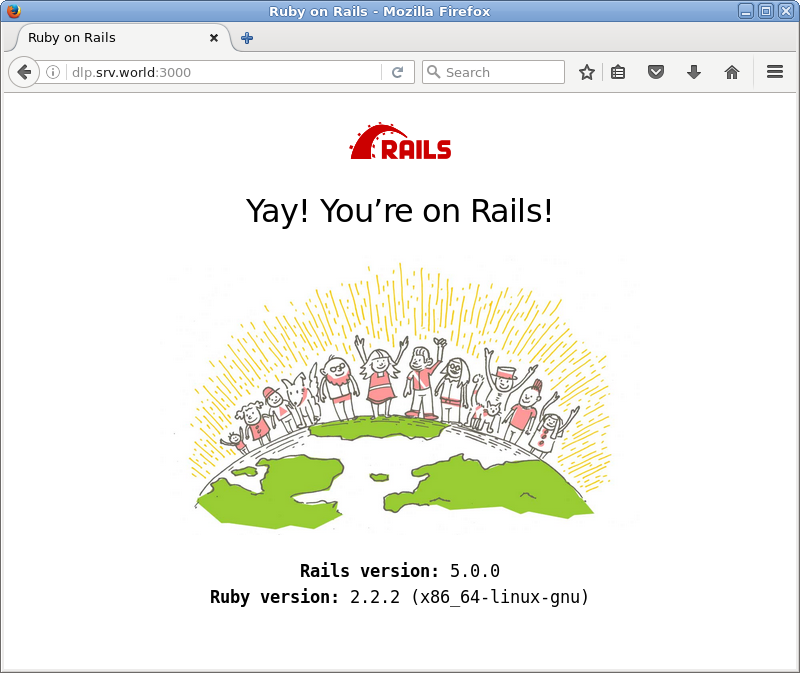 Ruby on Rails - Mozilla Firefox
Ruby on Rails
dlp.srv.world:3000
Search
RAILS
Yay! You’re on Rails!
Rails version: 5.0.0
Ruby version: 2.2.2 (x86_64-linux-gnu)